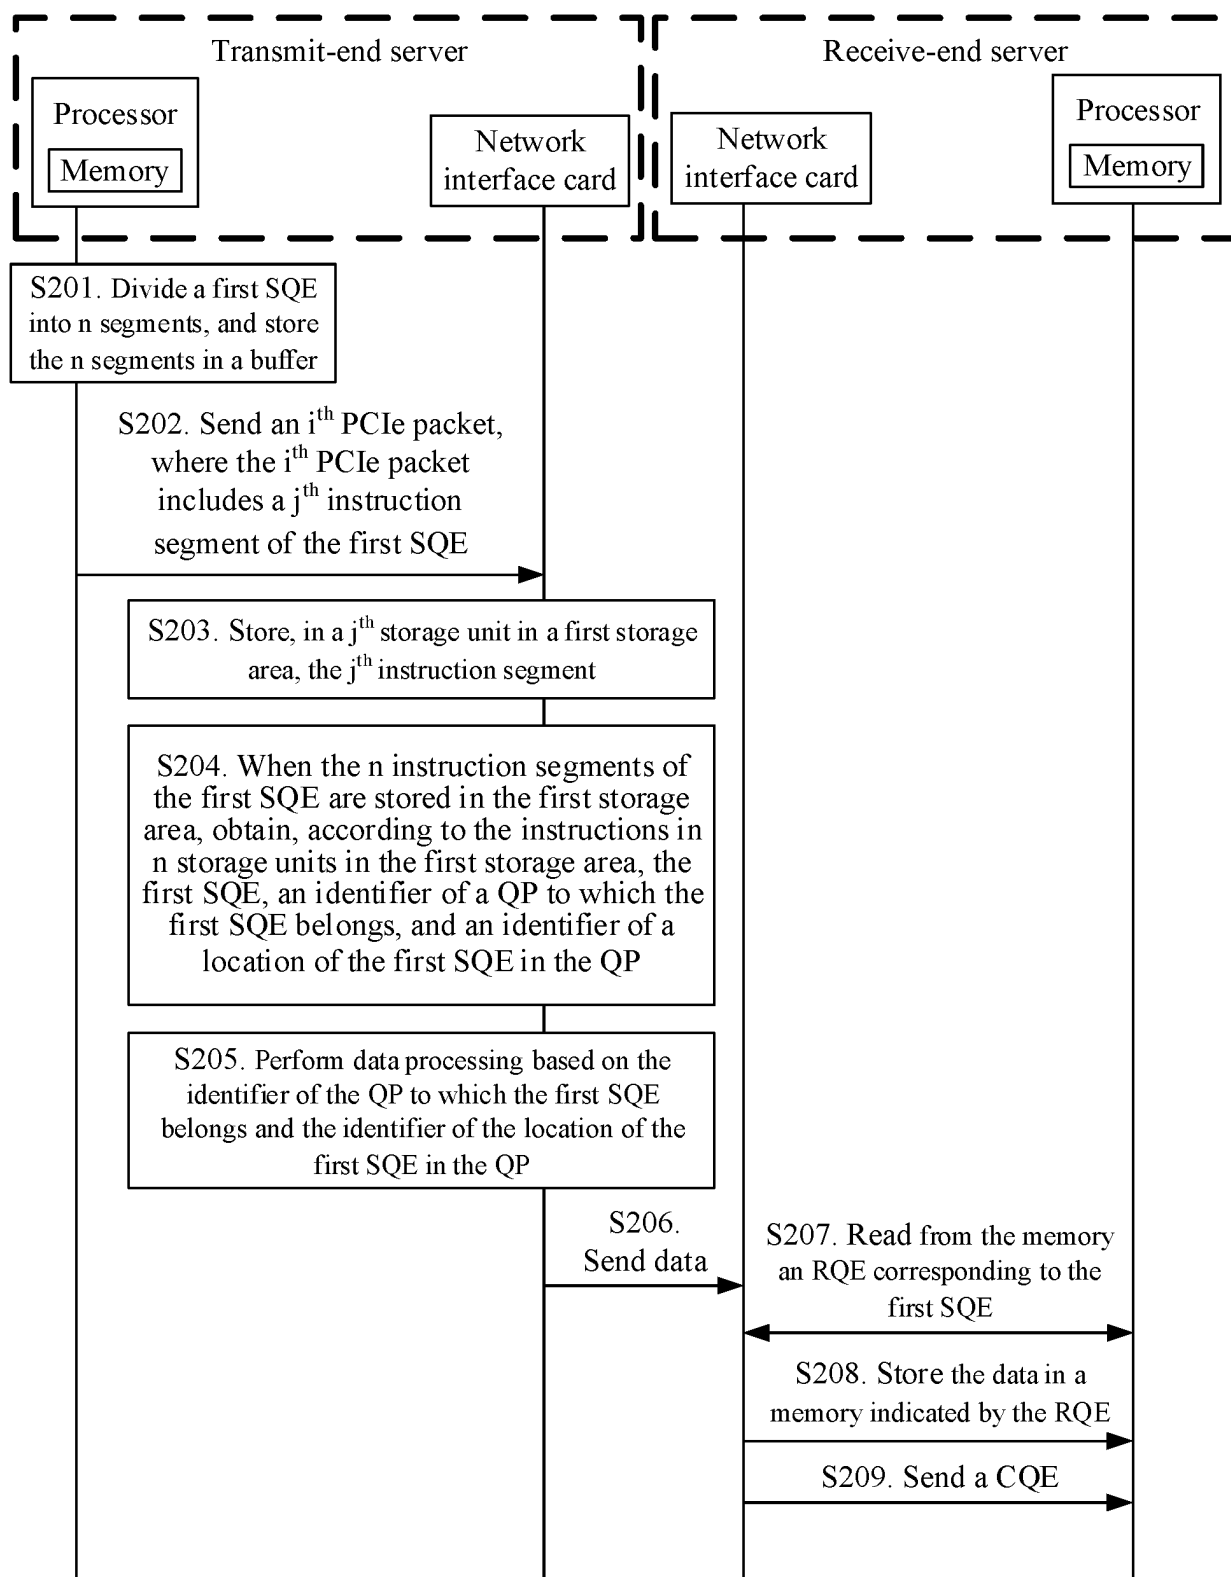 Transmit-end server
Receive-end server
Processor
Memory
Network
interface card
Network
interface card
Processor
Memory
S201. Divide a first SQE
into n segments, and store
the n segments in a buffer
S202. Send an i^th PCIe packet,
where the i^th PCIe packet
includes a j^th instruction
segment of the first SQE
S203. Store, in a j^th storage unit in a first storage
area, the j^th instruction segment
S204. When the n instruction segments of
the first SQE are stored in the first storage
area, obtain, according to the instructions in
n storage units in the first storage area, the
first SQE, an identifier of a QP to which the
first SQE belongs, and an identifier of a
location of the first SQE in the QP
S205. Perform data processing based on the
identifier of the QP to which the first SQE
belongs and the identifier of the location of the
first SQE in the QP
S206.
Send data
S207. Read from the memory
an RQE corresponding to the
first SQE
S208. Store the data in a
memory indicated by the RQE
S209. Send a CQE